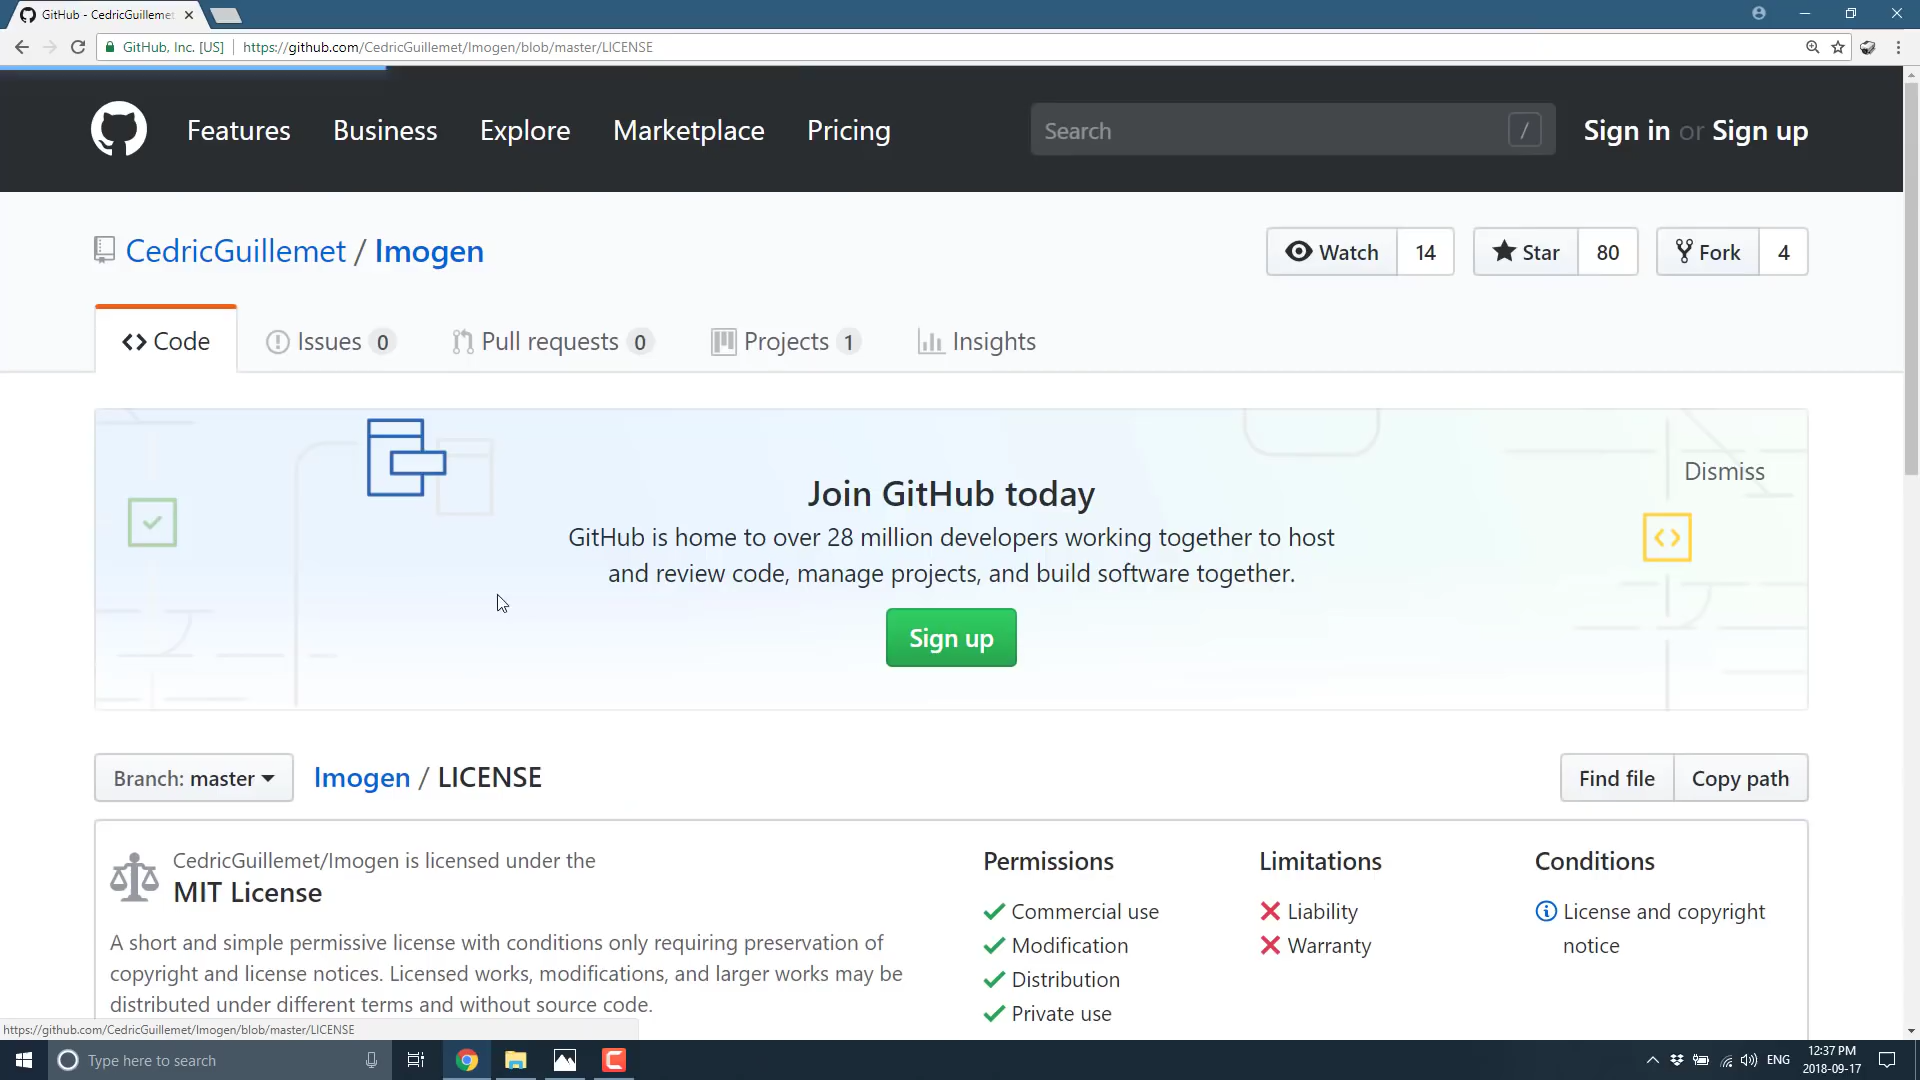 GitHub - CedricGuillemet
GitHub, Inc. [US] https://github.com/CedricGuillemet/Imogen/blob/master/LICENSE
Features Business Explore Marketplace Pricing Search / Sign in or Sign up
CedricGuillemet / Imogen Watch 14 Star 80 Fork 4
Code Issues 0 Pull requests 0 Projects 1 Insights
Dismiss
Join GitHub today
GitHub is home to over 28 million developers working together to host
and review code, manage projects, and build software together.
Sign up
Branch: master Imogen / LICENSE Find file Copy path
CedricGuillemet/Imogen is licensed under the
MIT License
A short and simple permissive license with conditions only requiring preservation of
copyright and license notices. Licensed works, modifications, and larger works may be
distributed under different terms and without source code.
Permissions
Commercial use
Modification
Distribution
Private use
Limitations
Liability
Warranty
Conditions
License and copyright
notice
https://github.com/CedricGuillemet/Imogen/blob/master/LICENSE
Type here to search
ENG
12:37 PM
2018-09-17